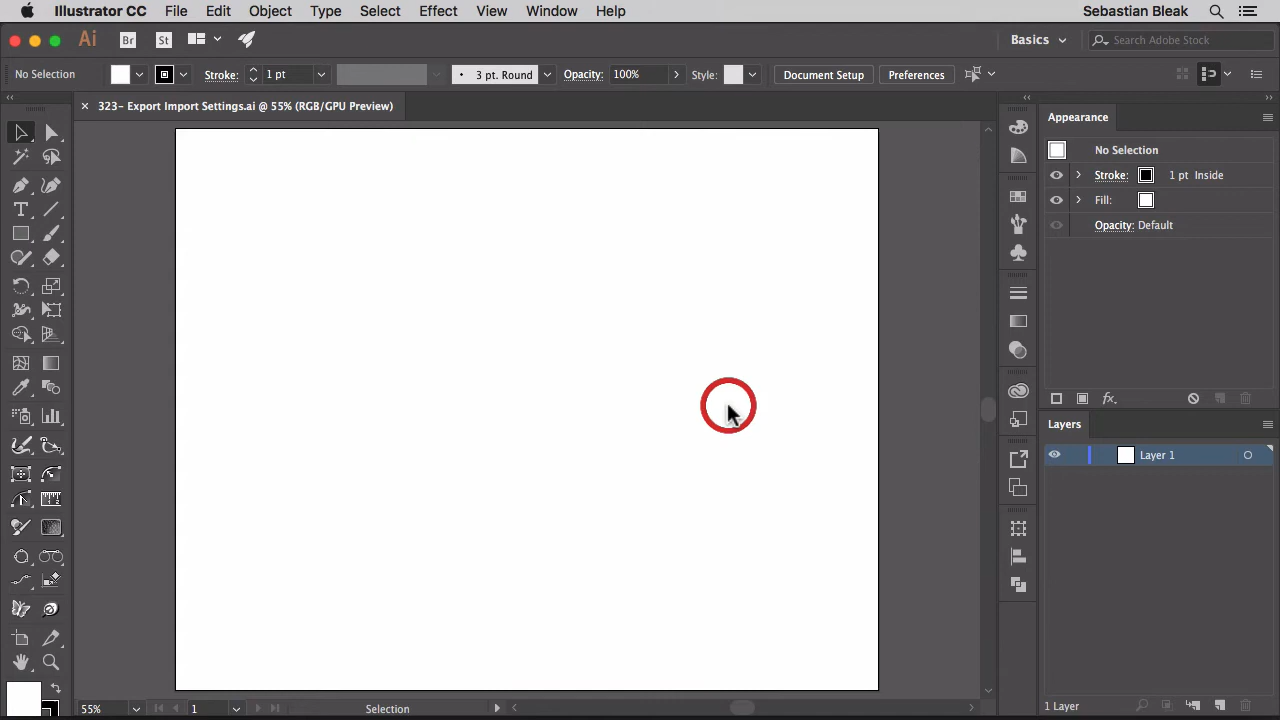 Illustrator CC File Edit Object Type Select Effect View Window Help Sebastian Bleak
Ai Br St Basics Search Adobe Stock
No Selection Stroke: 1 pt 3 pt. Round Opacity: 100% Style: Document Setup Preferences
323- Export Import Settings.ai @ 55% (RGB/GPU Preview)
Appearance
No Selection
Stroke: 1 pt Inside
Fill:
Opacity: Default
fx
Layers
Layer 1
1 Layer
55% 1 Selection